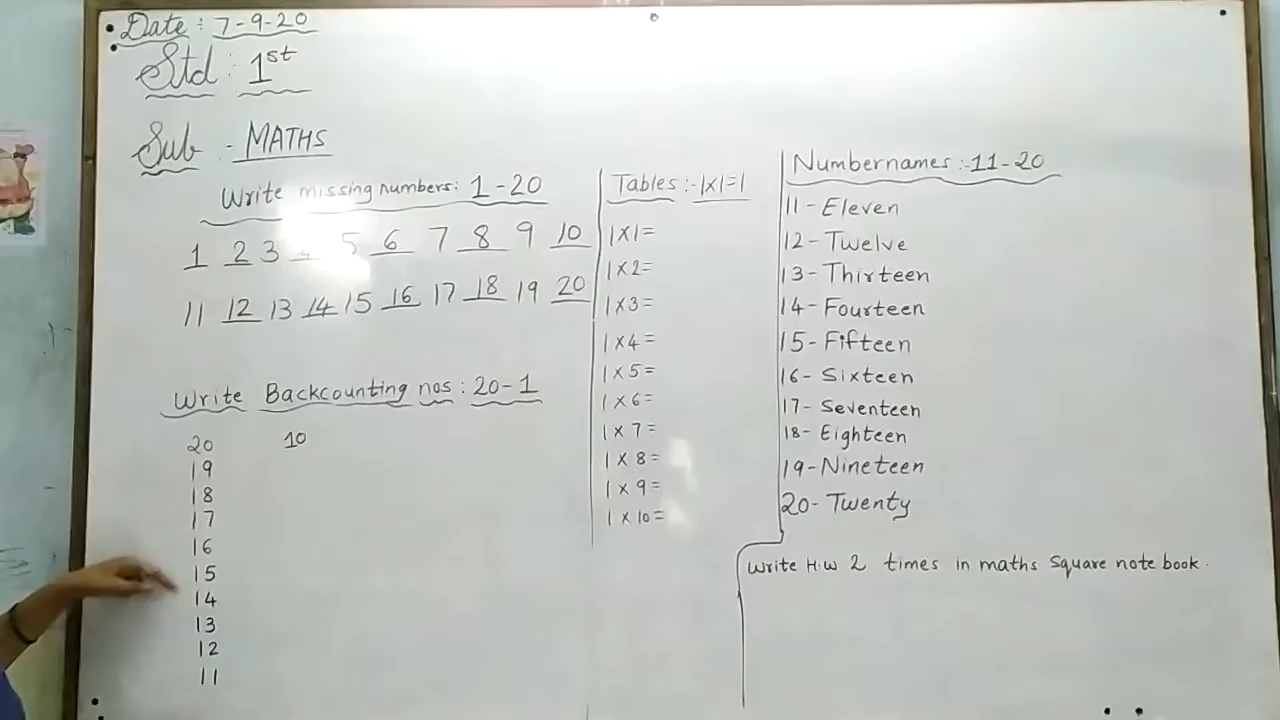 Date : 7-9-20
Std : 1st
Sub :- MATHS
Write missing numbers: 1-20
1 2 3 4 5 6 7 8 9 10
11 12 13 14 15 16 17 18 19 20
Write Backcounting nos: 20-1
20 10
19
18
17
16
15
14
13
12
11
Tables :- 1x1=1
1x1=
1x2=
1x3=
1x4=
1x5=
1x6=
1x7=
1x8=
1x9=
1x10=
Numbernames :-11-20
11-Eleven
12-Twelve
13-Thirteen
14-Fourteen
15-Fifteen
16-Sixteen
17-Seventeen
18-Eighteen
19-Nineteen
20-Twenty
Write H.W 2 times in maths Square note book.